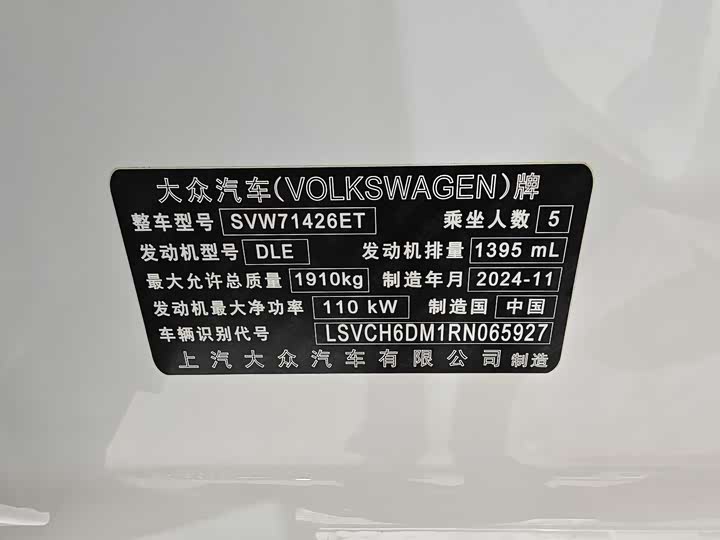 大众汽车(VOLKSWAGEN)牌
整车型号 SVW71426ET 乘坐人数 5
发动机型号 DLE 发动机排量 1395 mL
最大允许总质量 1910kg 制造年月 2024-11
发动机最大净功率 110 kW 制造国 中国
车辆识别代号 LSVCH6DM1RN065927
上汽大众汽车有限公司 制造